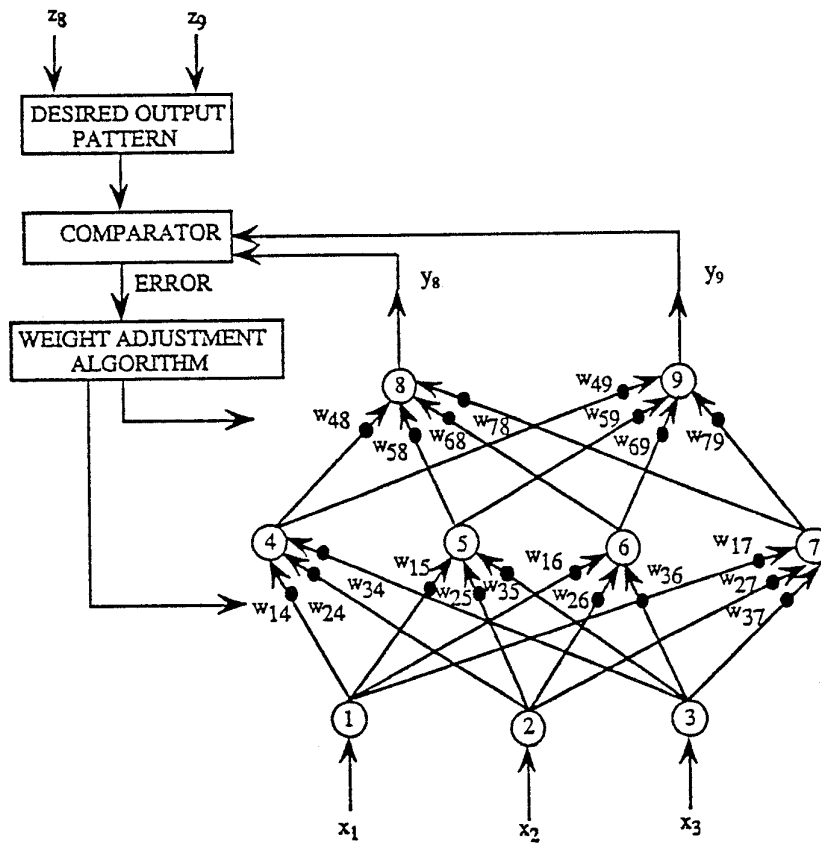 z8 z9
DESIRED OUTPUT
PATTERN
COMPARATOR
ERROR
WEIGHT ADJUSTMENT
ALGORITHM
y8 y9
8 9
w48 w58 w68 w78 w49 w59 w69 w79
4 5 6 7
w14 w24 w34 w15 w25 w35 w16 w26 w36 w17 w27 w37
1 2 3
x1 x2 x3